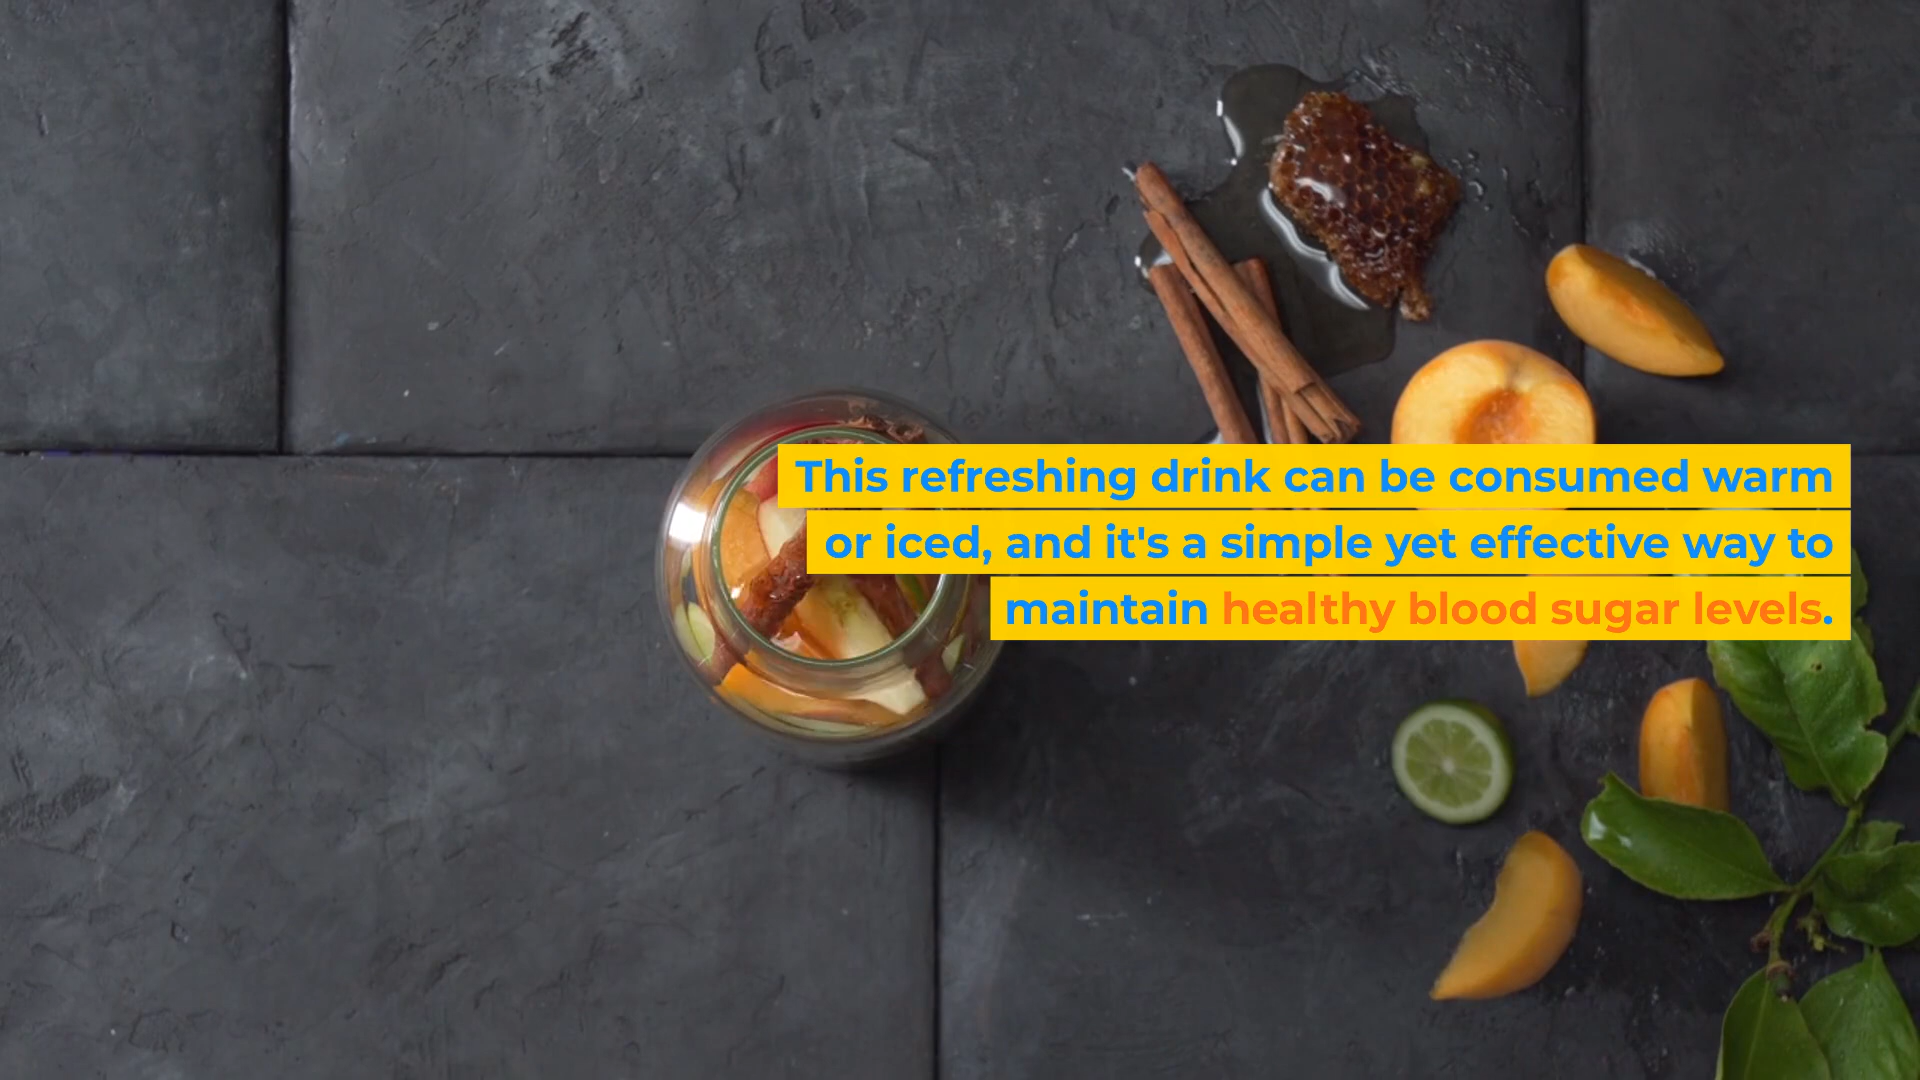 This refreshing drink can be consumed warm
or iced, and it's a simple yet effective way to
maintain healthy blood sugar levels.